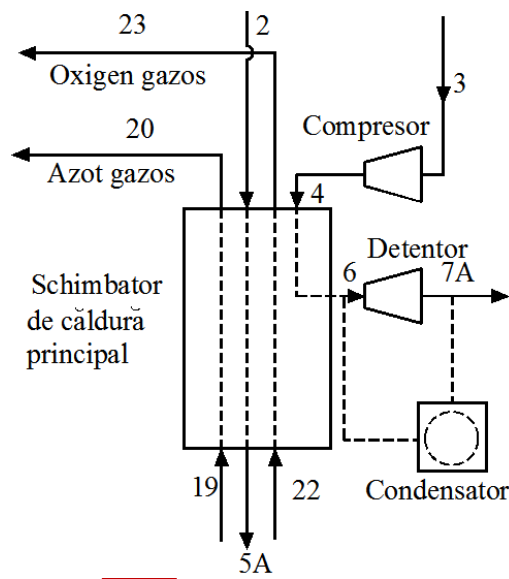 23
2
Oxigen gazos
3
20
Compresor
Azot gazos
4
Detentor
6
7A
Schimbator
de căldură
principal
19
22
Condensator
5A